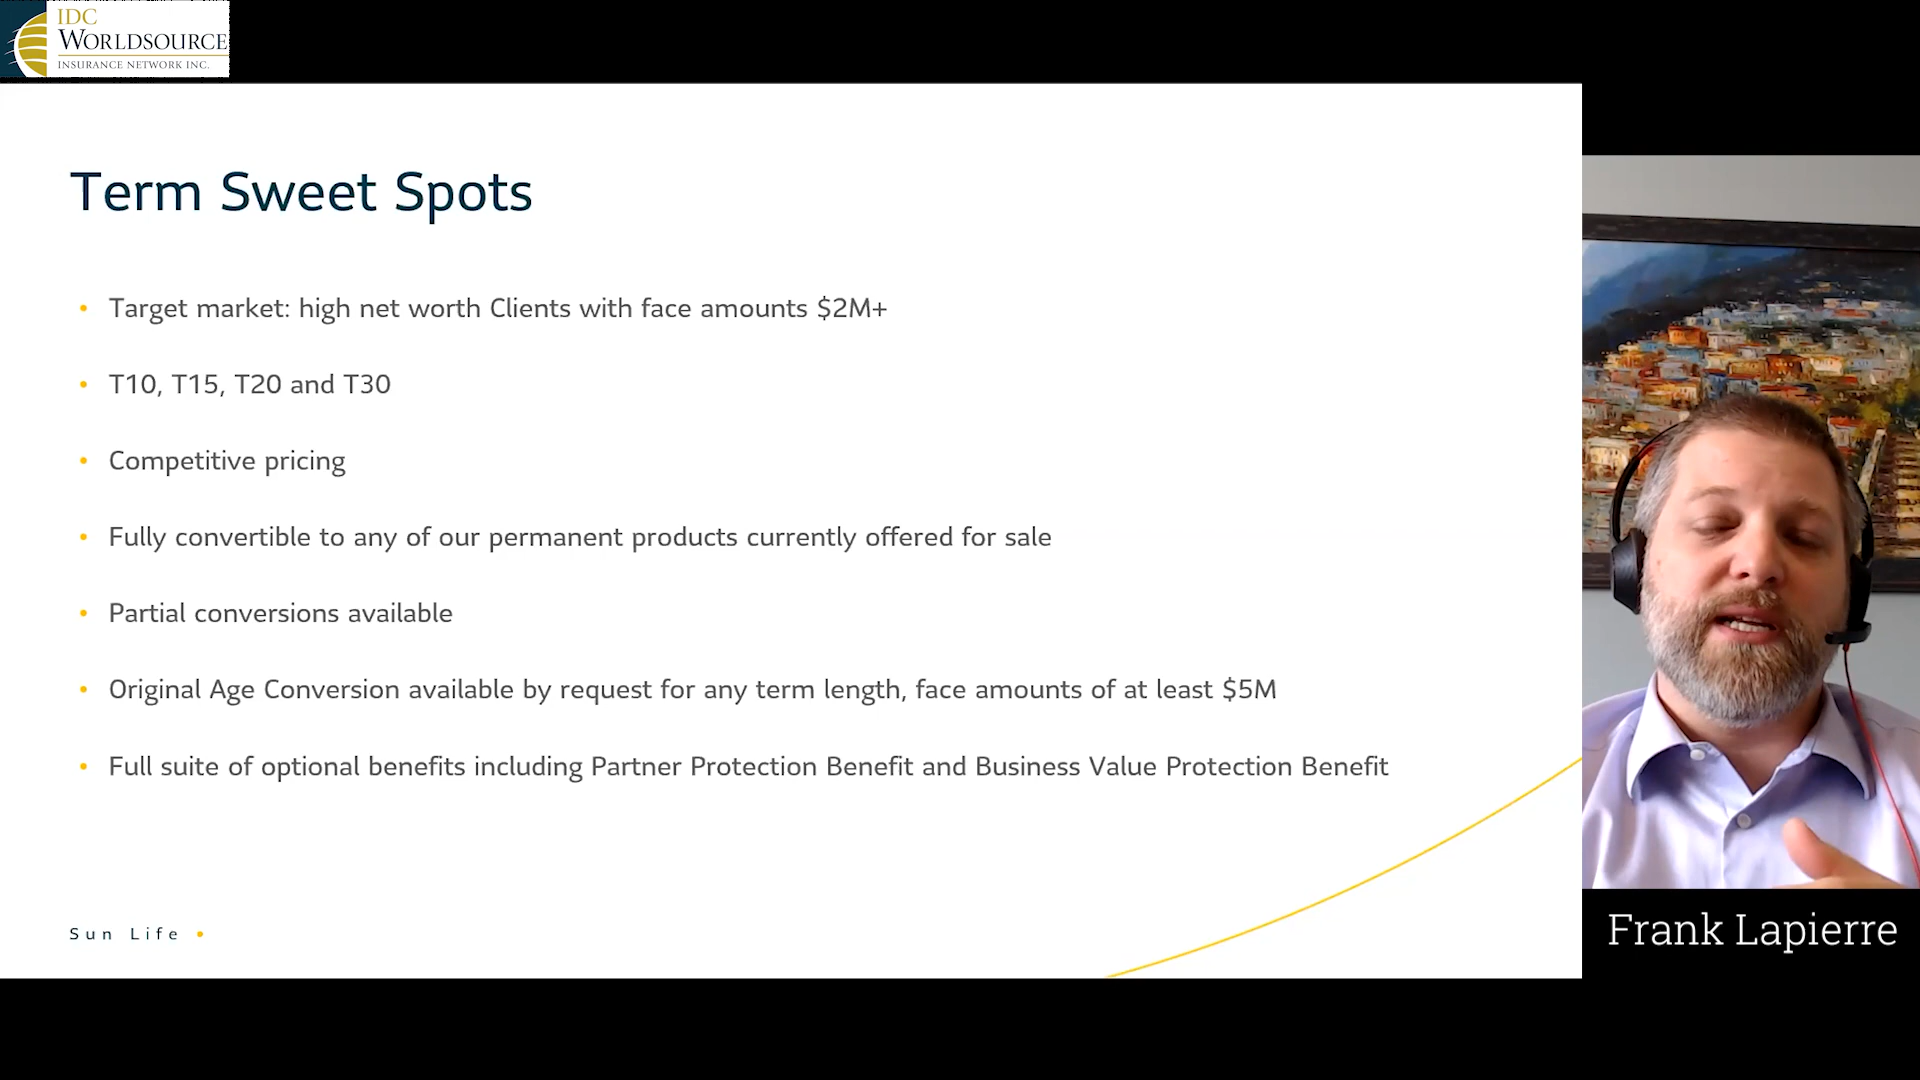 IDC
WORLDSOURCE
INSURANCE NETWORK INC.
Term Sweet Spots
• Target market: high net worth Clients with face amounts $2M+
• T10, T15, T20 and T30
• Competitive pricing
• Fully convertible to any of our permanent products currently offered for sale
• Partial conversions available
• Original Age Conversion available by request for any term length, face amounts of at least $5M
• Full suite of optional benefits including Partner Protection Benefit and Business Value Protection Benefit
Sun Life •
Frank Lapierre